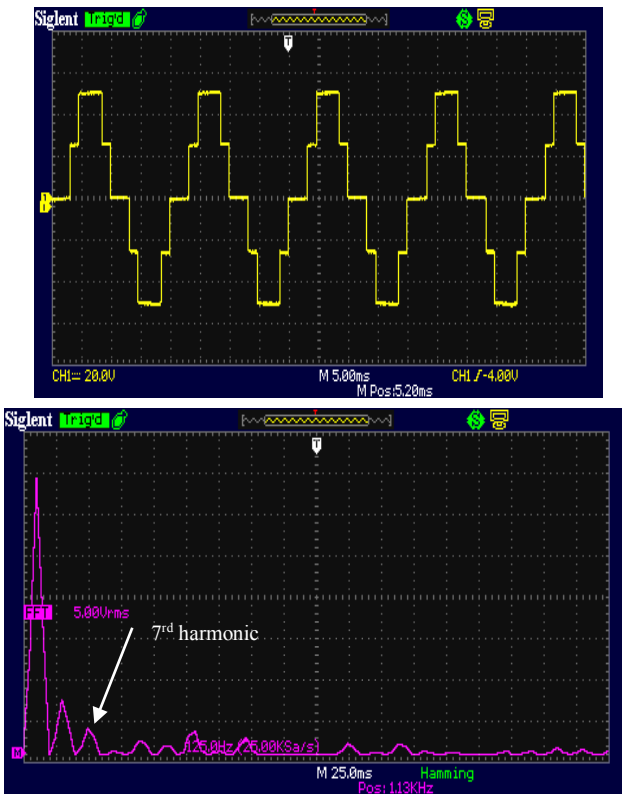 Siglent Trig'd
T
CH1 20.0V M 5.00ms CH1 -4.00V
M Pos:5.20ms
Siglent Trig'd
T
FFT 5.00Vrms
7rd harmonic
125.0Hz (25.00KSa/s)
M
M 25.0ms Hamming
Pos: 1.13KHz